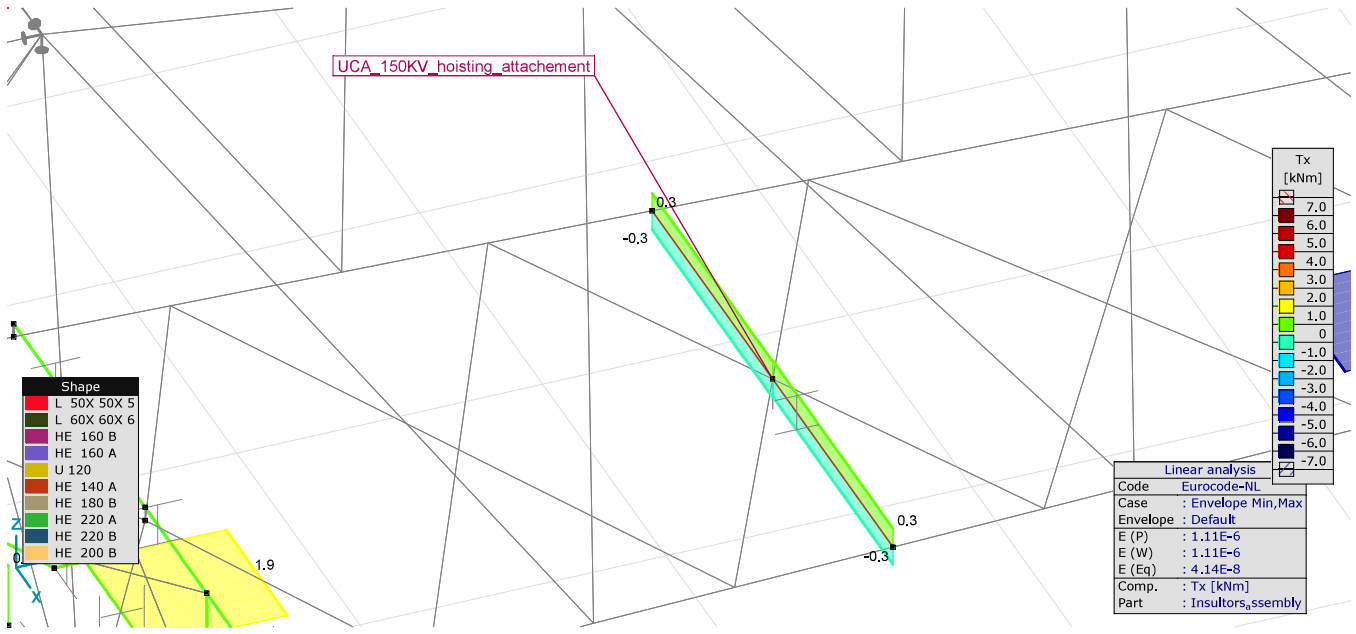 UCA_150KV_hoisting_attachement
0.3
-0.3
0.3
-0.3
1.9
Z
X
0
Shape
L 50X 50X 5
L 60X 60X 6
HE 160 B
HE 160 A
U 120
HE 140 A
HE 180 B
HE 220 A
HE 220 B
HE 200 B
Tx
[kNm]
7.0
6.0
5.0
4.0
3.0
2.0
1.0
0
-1.0
-2.0
-3.0
-4.0
-5.0
-6.0
-7.0
Linear analysis
Code Eurocode-NL
Case : Envelope Min,Max
Envelope : Default
E (P) : 1.11E-6
E (W) : 1.11E-6
E (Eq) : 4.14E-8
Comp. : Tx [kNm]
Part : Insultors_assembly